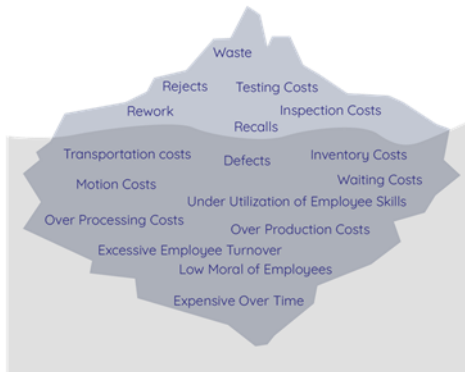 Waste
Rejects
Testing Costs
Rework
Inspection Costs
Recalls
Transportation costs
Defects
Inventory Costs
Motion Costs
Waiting Costs
Under Utilization of Employee Skills
Over Processing Costs
Over Production Costs
Excessive Employee Turnover
Low Moral of Employees
Expensive Over Time